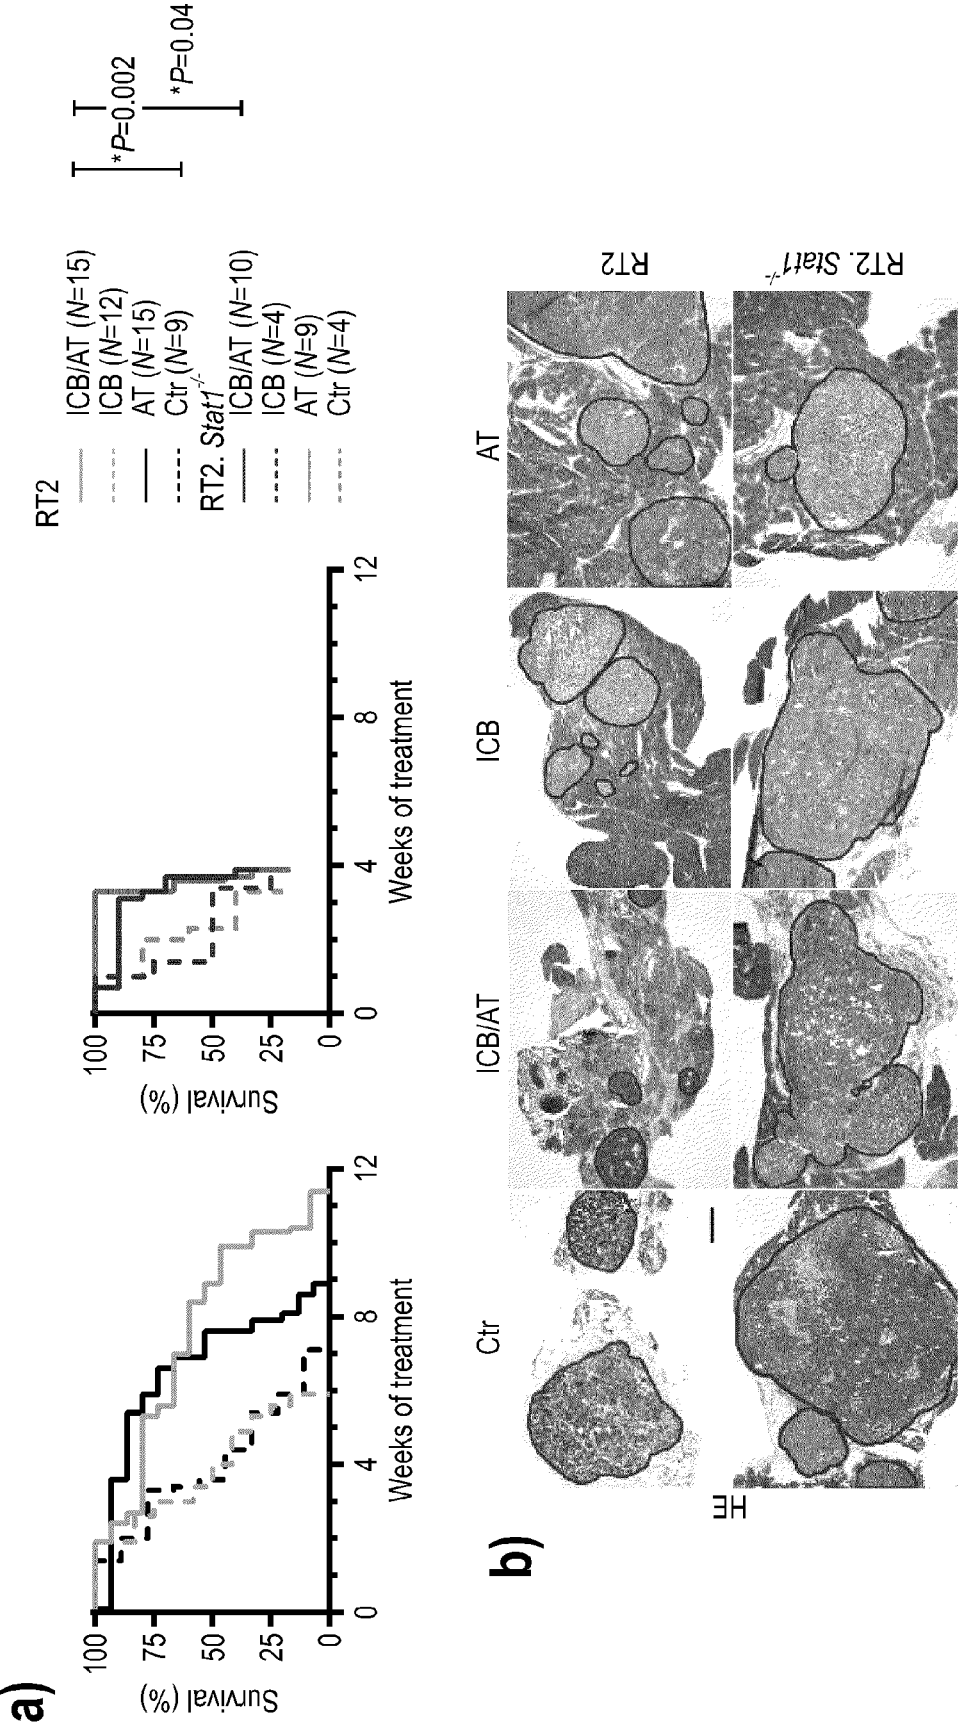 a)
Survival (%)
100
75
50
25
0
0
4
8
12
Weeks of treatment
Survival (%)
100
75
50
25
0
0
4
8
12
Weeks of treatment
RT2
ICB/AT (N=15)
ICB (N=12)
AT (N=15)
Ctr (N=9)
RT2. Stat1-/-
ICB/AT (N=10)
ICB (N=4)
AT (N=9)
Ctr (N=4)
*P=0.002
*P=0.04
b)
Ctr
ICB/AT
ICB
AT
HE
RT2
RT2. Stat1-/-